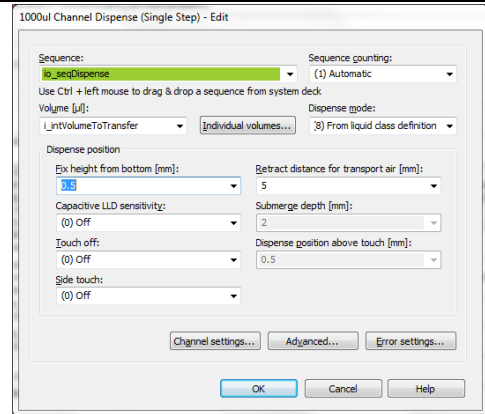 1000ul Channel Dispense (Single Step) - Edit
Sequence: Sequence counting:
io_seqDispense (1) Automatic
Use Ctrl + left mouse to drag & drop a sequence from system deck
Volume [µl]: Dispense mode:
i_intVolumeToTransfer Individual volumes... (8) From liquid class definition
Dispense position
Fix height from bottom [mm]: Retract distance for transport air [mm]:
0.5 5
Capacitive LLD sensitivity: Submerge depth [mm]:
(0) Off 2
Touch off: Dispense position above touch [mm]:
(0) Off 0.5
Side touch:
(0) Off
Channel settings... Advanced... Error settings...
OK Cancel Help